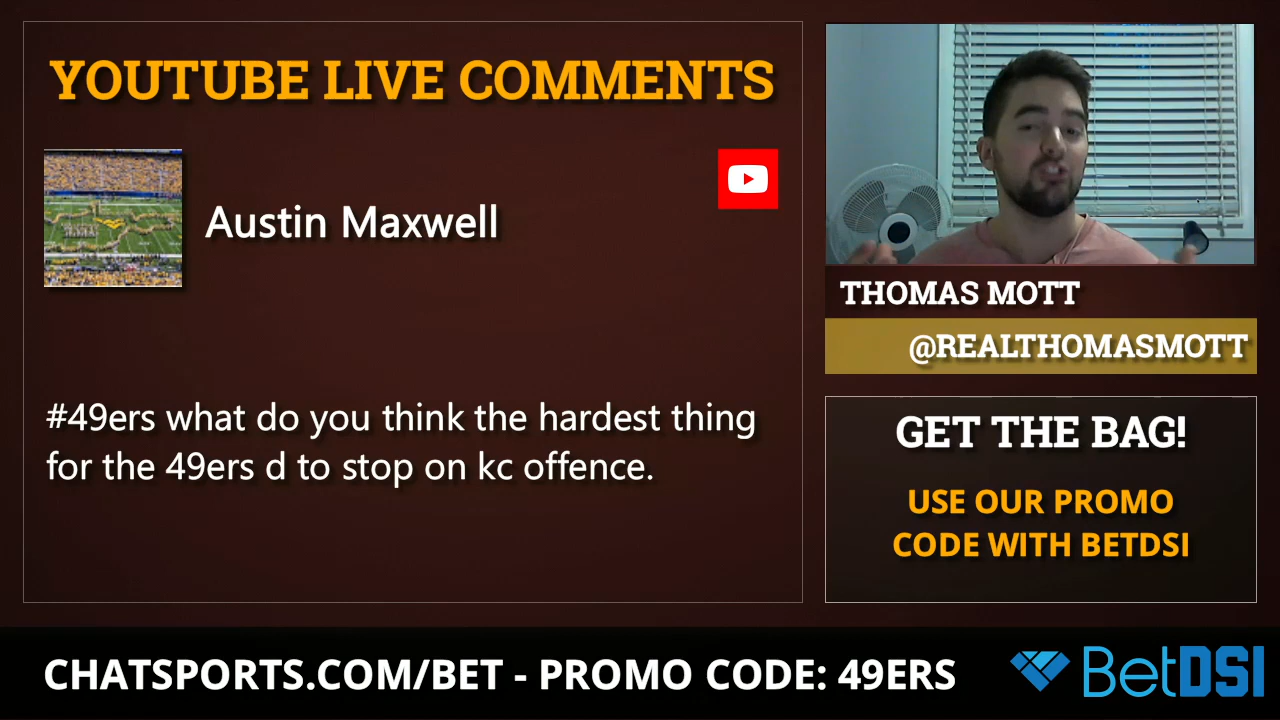 YOUTUBE LIVE COMMENTS
Austin Maxwell
#49ers what do you think the hardest thing
for the 49ers d to stop on kc offence.
THOMAS MOTT
@REALTHOMASMOTT
GET THE BAG!
USE OUR PROMO
CODE WITH BETDSI
CHATSPORTS.COM/BET - PROMO CODE: 49ERS
BetDSI